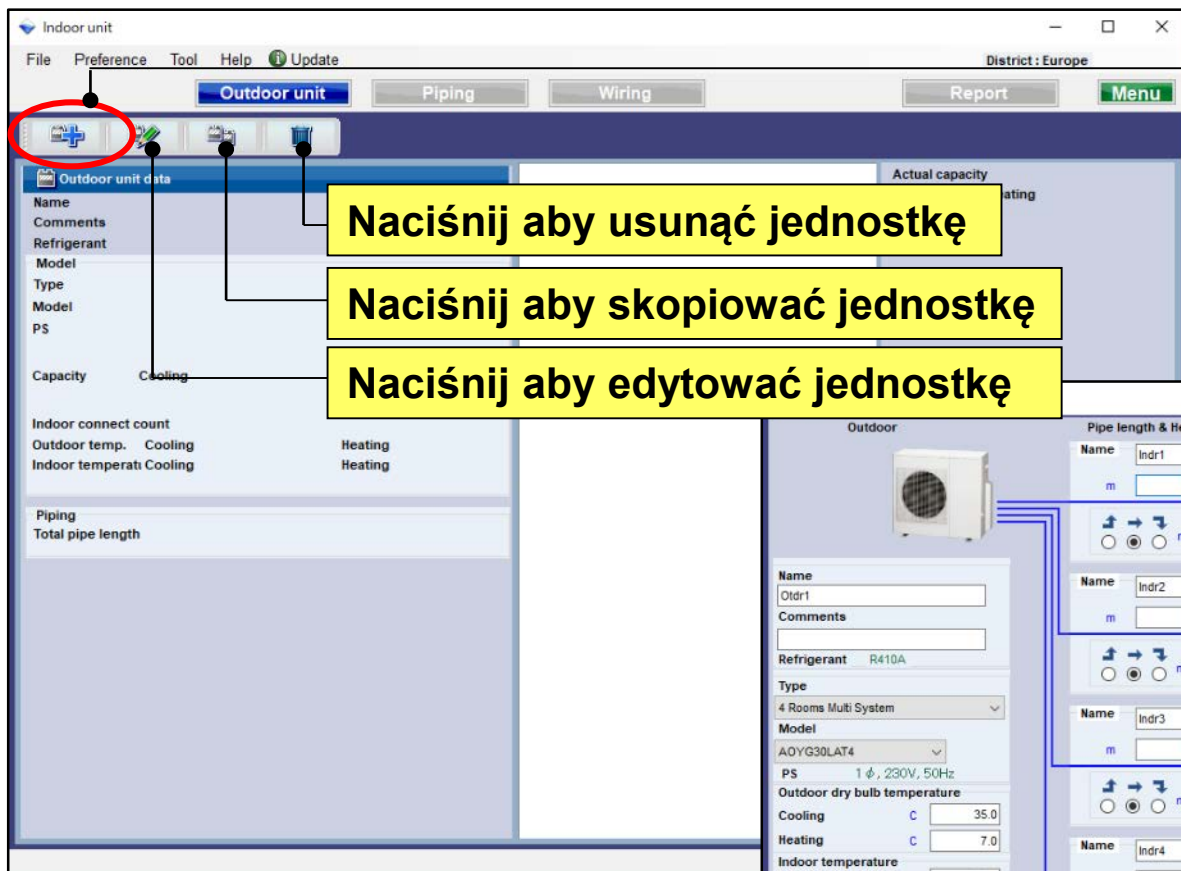 Indoor unit
File Preference Tool Help Update
District : Europe
Outdoor unit Piping Wiring Report Menu
Outdoor unit data
Name
Comments
Refrigerant
Model
Type
Model
PS
Capacity Cooling
Indoor connect count
Outdoor temp. Cooling Heating
Indoor temperati Cooling Heating
Piping
Total pipe length
Actual capacity
Naciśnij aby usunąć jednostkę
Naciśnij aby skopiować jednostkę
Naciśnij aby edytować jednostkę
Outdoor
Name
Otdr1
Comments
Refrigerant R410A
Type
4 Rooms Multi System
Model
AOYG30LAT4
PS 1 ϕ, 230V, 50Hz
Outdoor dry bulb temperature
Cooling C 35.0
Heating C 7.0
Indoor temperature
Pipe length & H
Name Indr1
m
Name Indr2
m
Name Indr3
m
Name Indr4